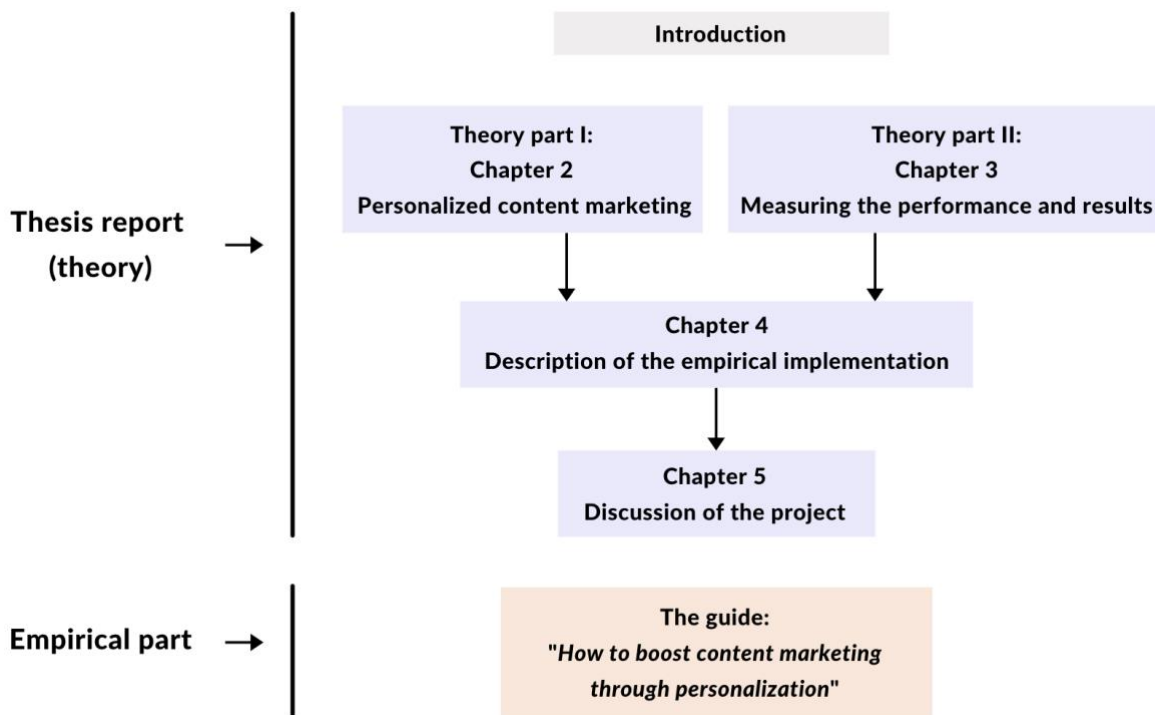 Introduction
Theory part I:
Chapter 2
Personalized content marketing
Theory part II:
Chapter 3
Measuring the performance and results
Thesis report
(theory)
Chapter 4
Description of the empirical implementation
Chapter 5
Discussion of the project
Empirical part
The guide:
"How to boost content marketing
through personalization"